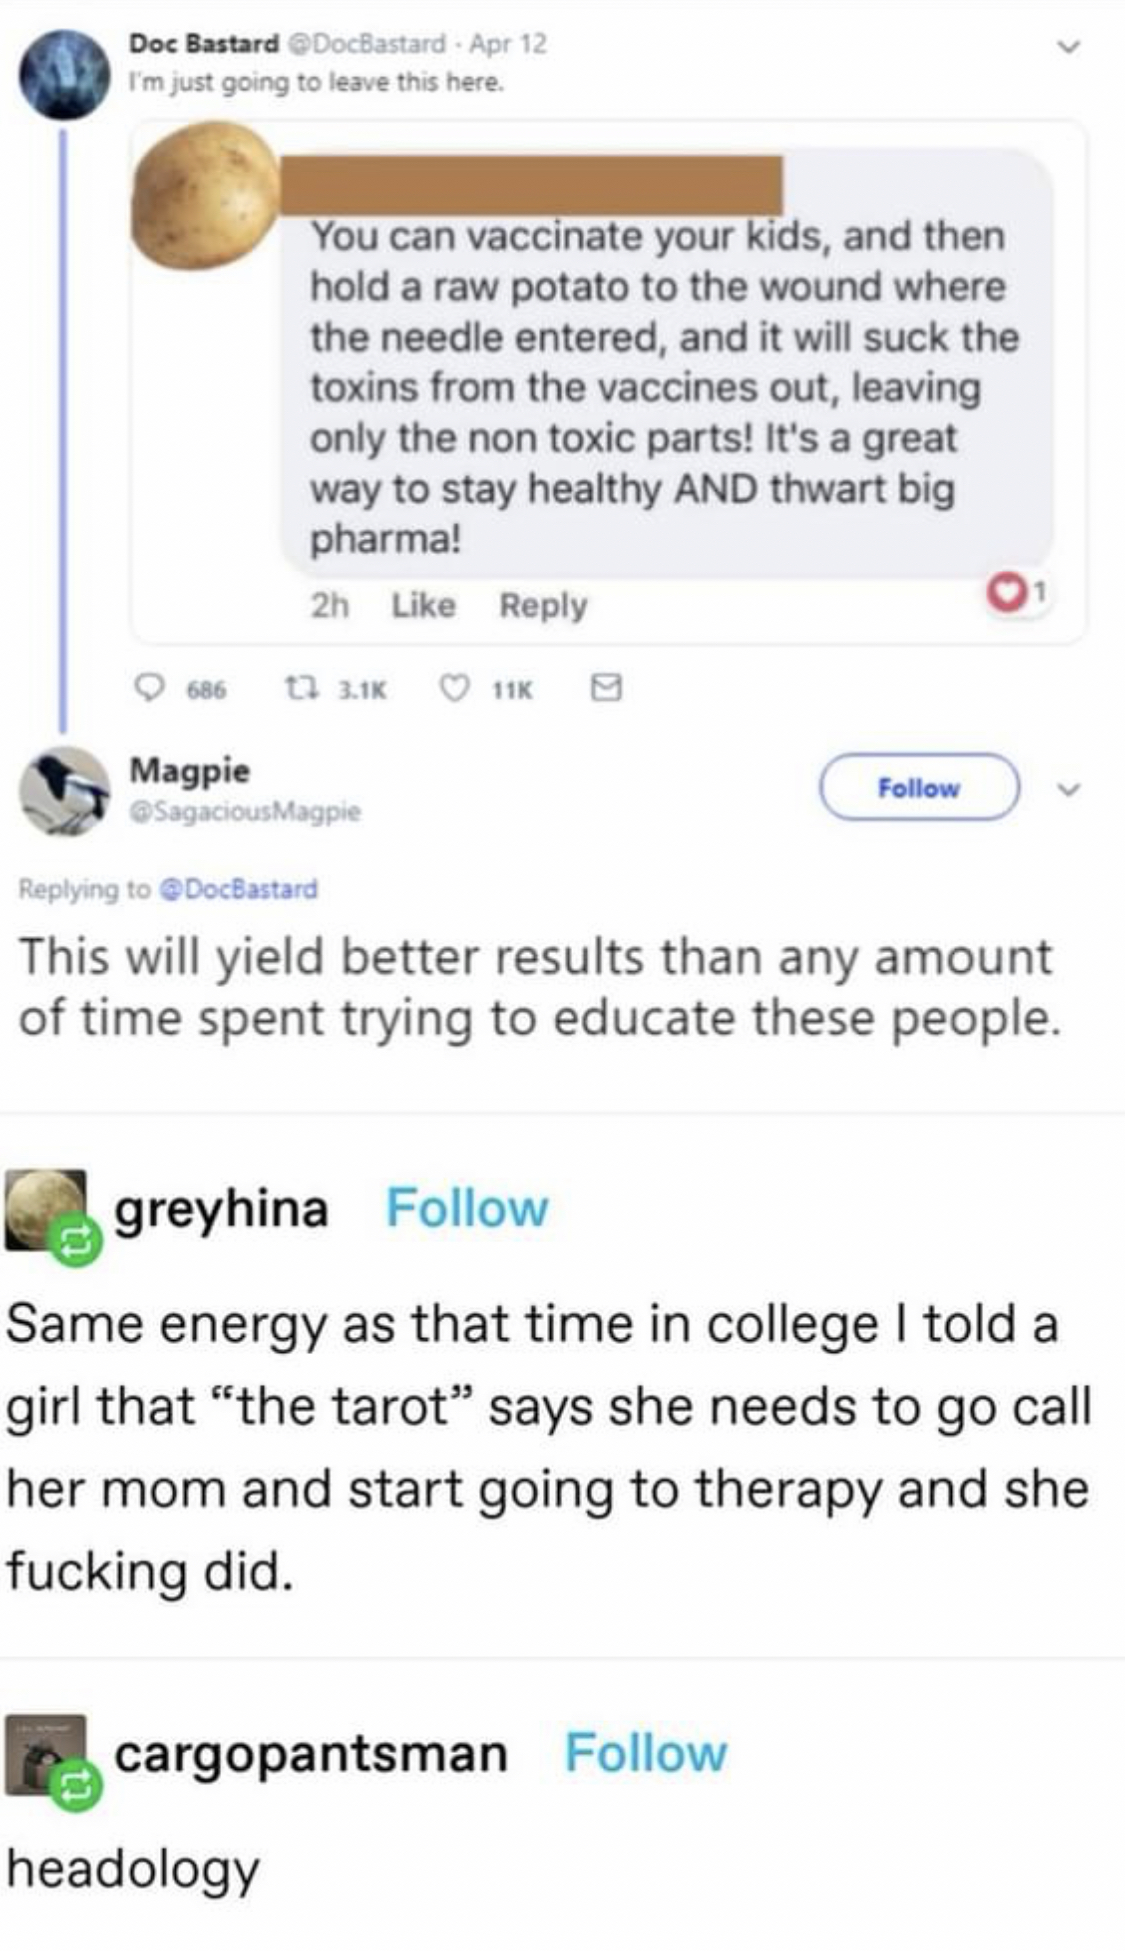 Doc Bastard @DocBastard · Apr 12
I'm just going to leave this here.
You can vaccinate your kids, and then
hold a raw potato to the wound where
the needle entered, and it will suck the
toxins from the vaccines out, leaving
only the non toxic parts! It's a great
way to stay healthy AND thwart big
pharma!
2h Like Reply
1
686 3.1K 11K
Magpie
@SagaciousMagpie
Follow
Replying to @DocBastard
This will yield better results than any amount
of time spent trying to educate these people.
greyhina Follow
Same energy as that time in college I told a
girl that “the tarot” says she needs to go call
her mom and start going to therapy and she
fucking did.
cargopantsman Follow
headology